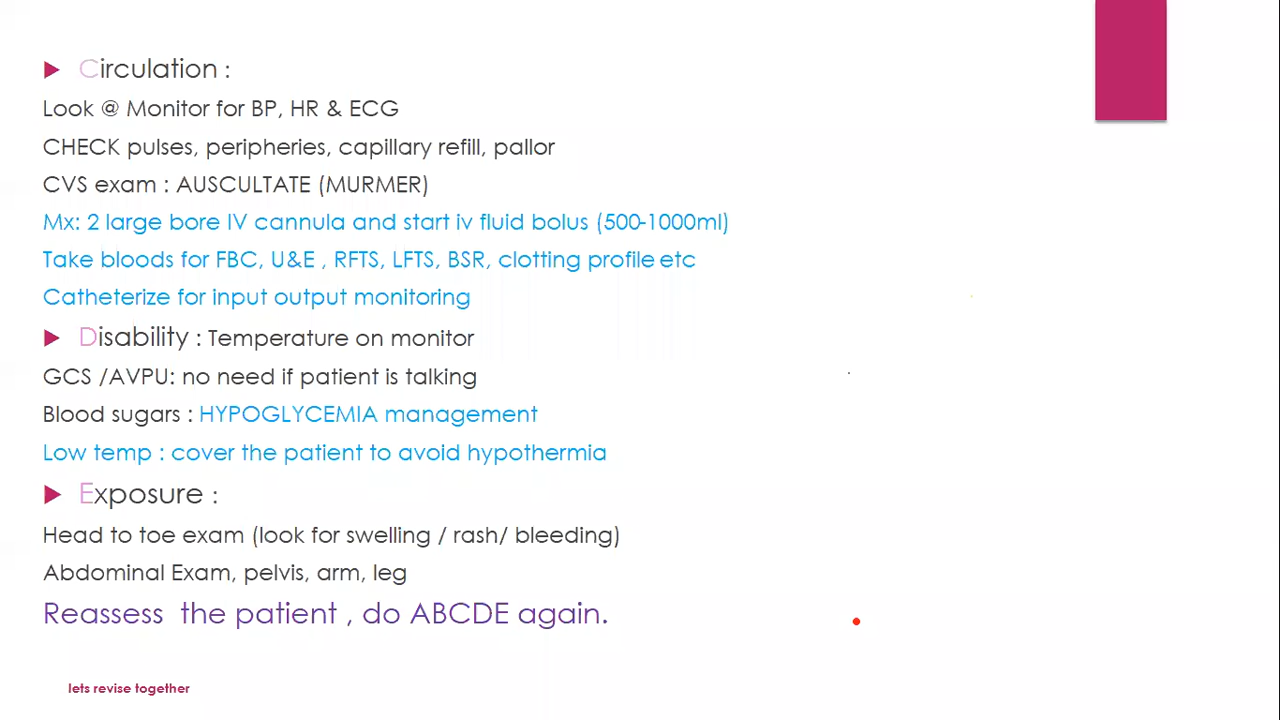 Circulation :
Look @ Monitor for BP, HR & ECG
CHECK pulses, peripheries, capillary refill, pallor
CVS exam : AUSCULTATE (MURMER)
Mx: 2 large bore IV cannula and start iv fluid bolus (500-1000ml)
Take bloods for FBC, U&E , RFTS, LFTS, BSR, clotting profile etc
Catheterize for input output monitoring
Disability : Temperature on monitor
GCS /AVPU: no need if patient is talking
Blood sugars : HYPOGLYCEMIA management
Low temp : cover the patient to avoid hypothermia
Exposure :
Head to toe exam (look for swelling / rash/ bleeding)
Abdominal Exam, pelvis, arm, leg
Reassess the patient , do ABCDE again.
lets revise together